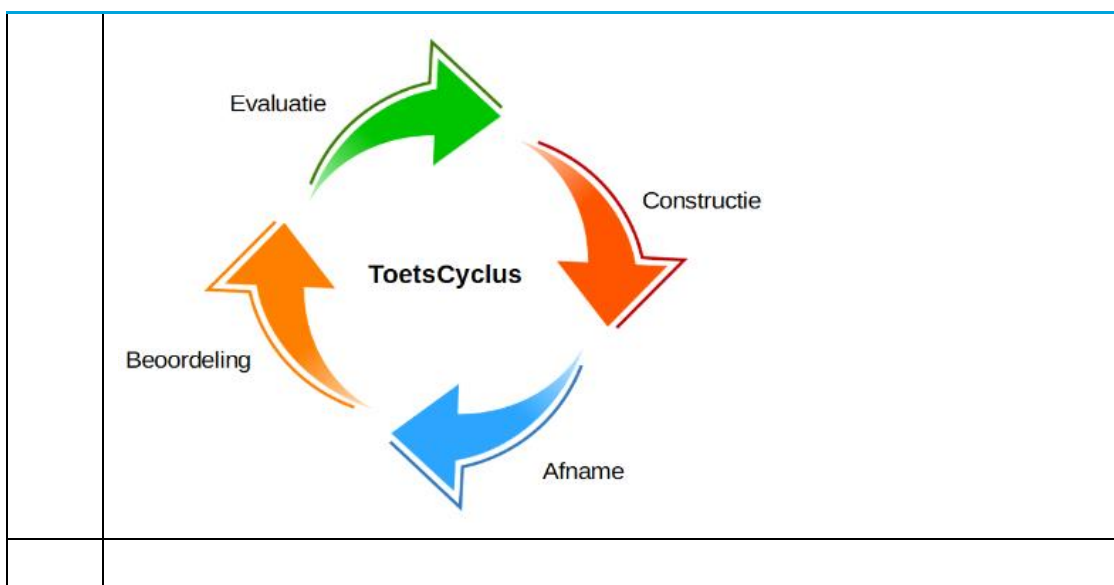 Evaluatie
Constructie
ToetsCyclus
Beoordeling
Afname